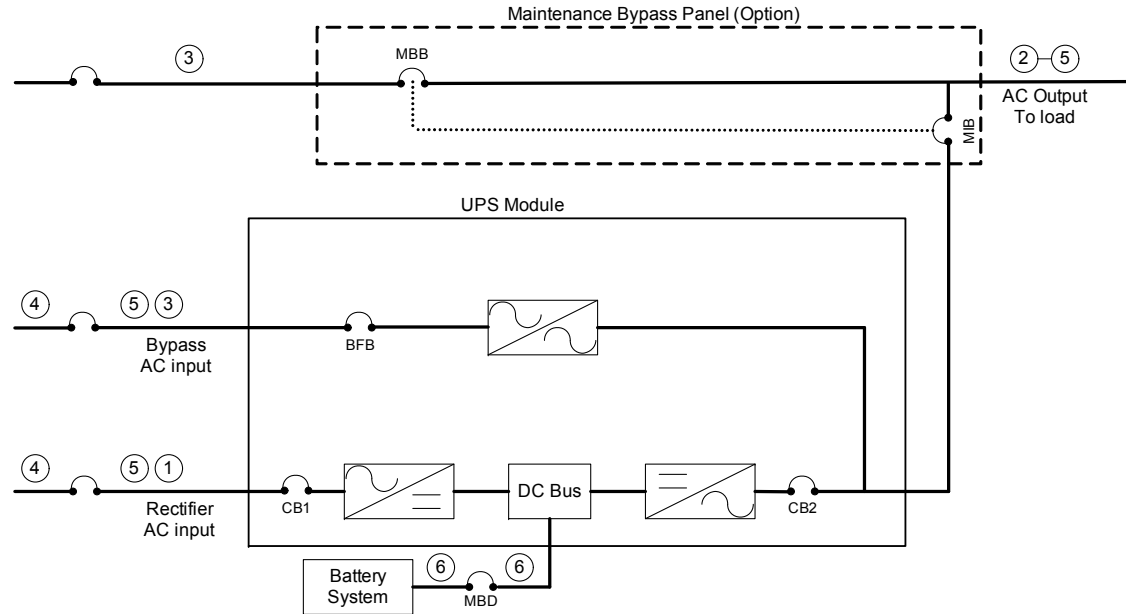 Maintenance Bypass Panel (Option)
3
MBB
2
5
AC Output
To load
MIB
UPS Module
4
5
3
Bypass
AC input
BFB
4
5
1
Rectifier
AC input
CB1
DC Bus
CB2
Battery
System
6
6
MBD